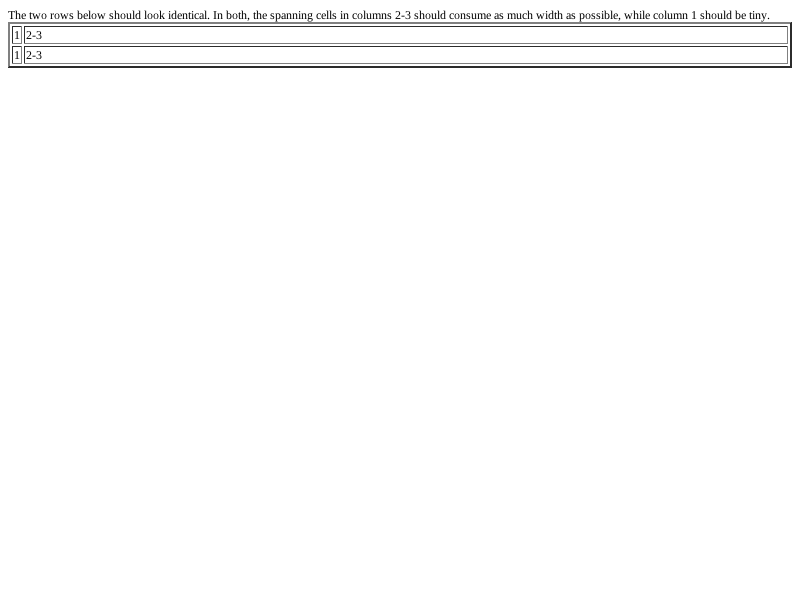 The two rows below should look identical. In both, the spanning cells in columns 2-3 should consume as much width as possible, while column 1 should be tiny.
1 2-3
1 2-3